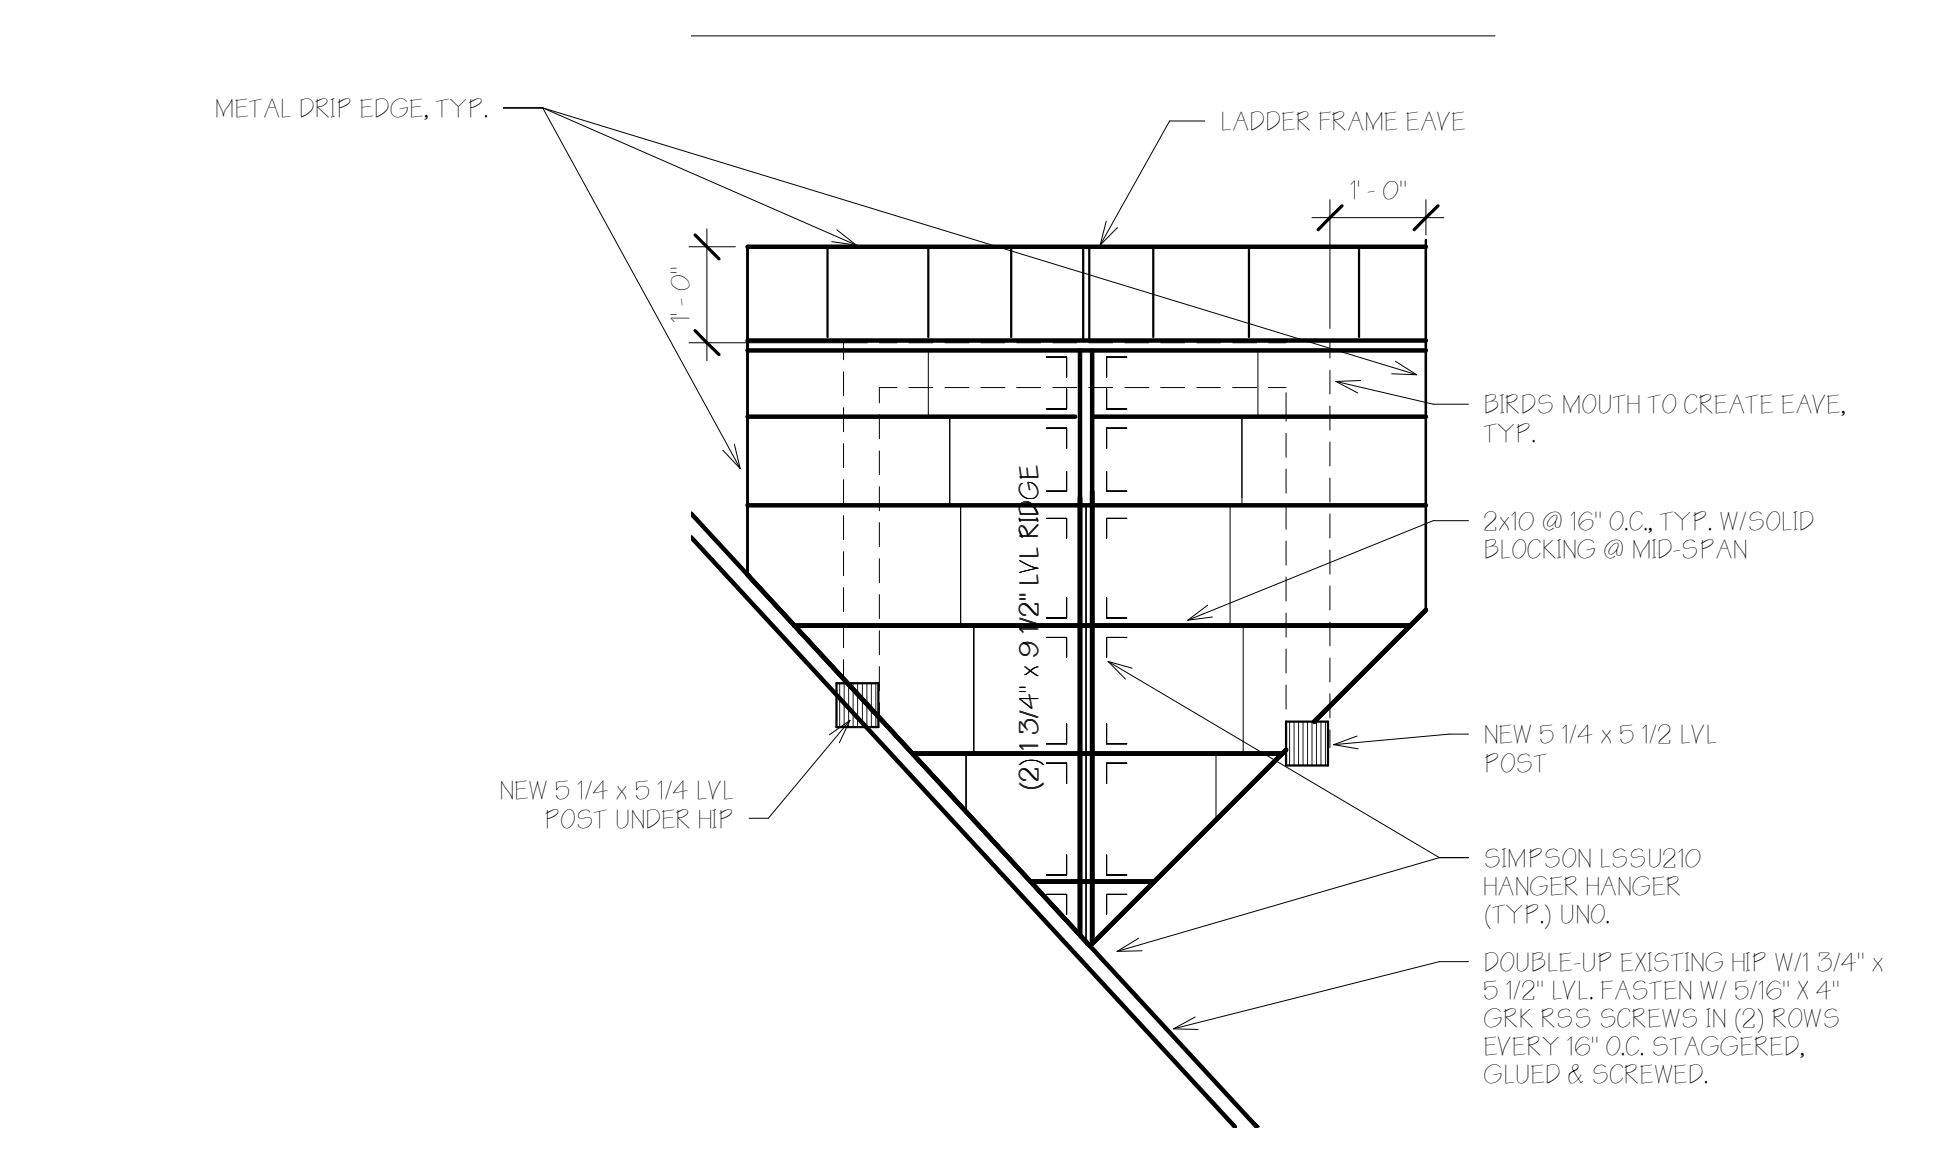 METAL DRIP EDGE, TYP.
LADDER FRAME EAVE
1' - 0"
1' - 0"
BIRDS MOUTH TO CREATE EAVE,
TYP.
(2) 1 3/4" x 9 1/2" LVL RIDGE
2x10 @ 16" O.C., TYP. W/SOLID
BLOCKING @ MID-SPAN
NEW 5 1/4 x 5 1/2 LVL
POST
NEW 5 1/4 x 5 1/4 LVL
POST UNDER HIP
SIMPSON LSSU210
HANGER HANGER
(TYP.) UNO.
DOUBLE-UP EXISTING HIP W/1 3/4" x
5 1/2" LVL. FASTEN W/ 5/16" X 4"
GRK RSS SCREWS IN (2) ROWS
EVERY 16" O.C. STAGGERED,
GLUED & SCREWED.